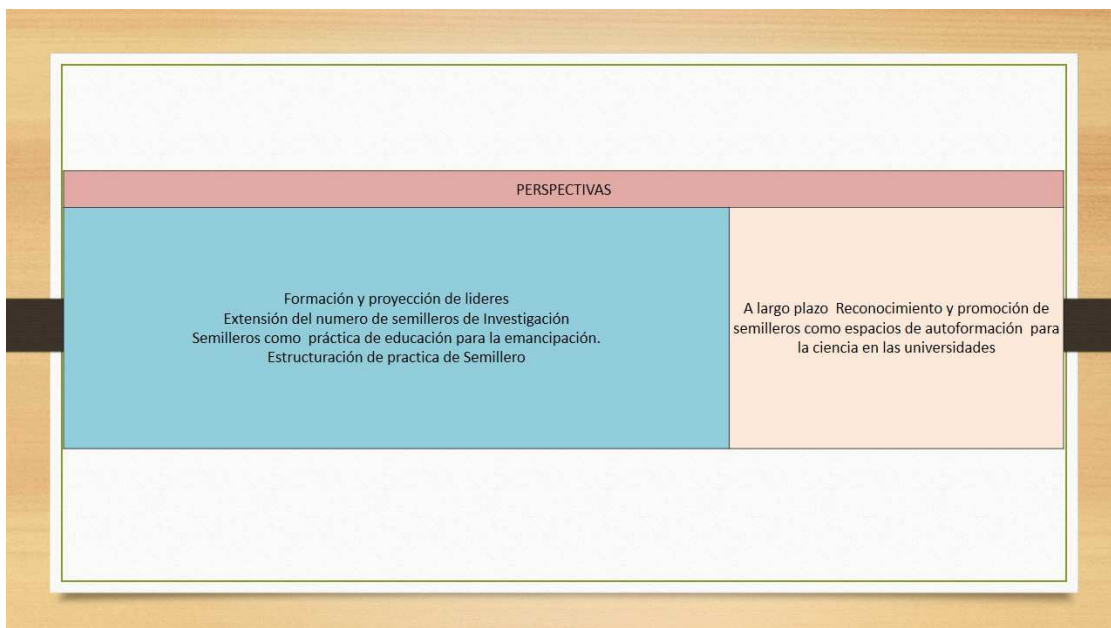 PERSPECTIVAS
Formación y proyección de lideres
Extensión del numero de semilleros de Investigación
Semilleros como práctica de educación para la emancipación.
Estructuración de practica de Semillero
A largo plazo Reconocimiento y promoción de
semilleros como espacios de autoformación para
la ciencia en las universidades